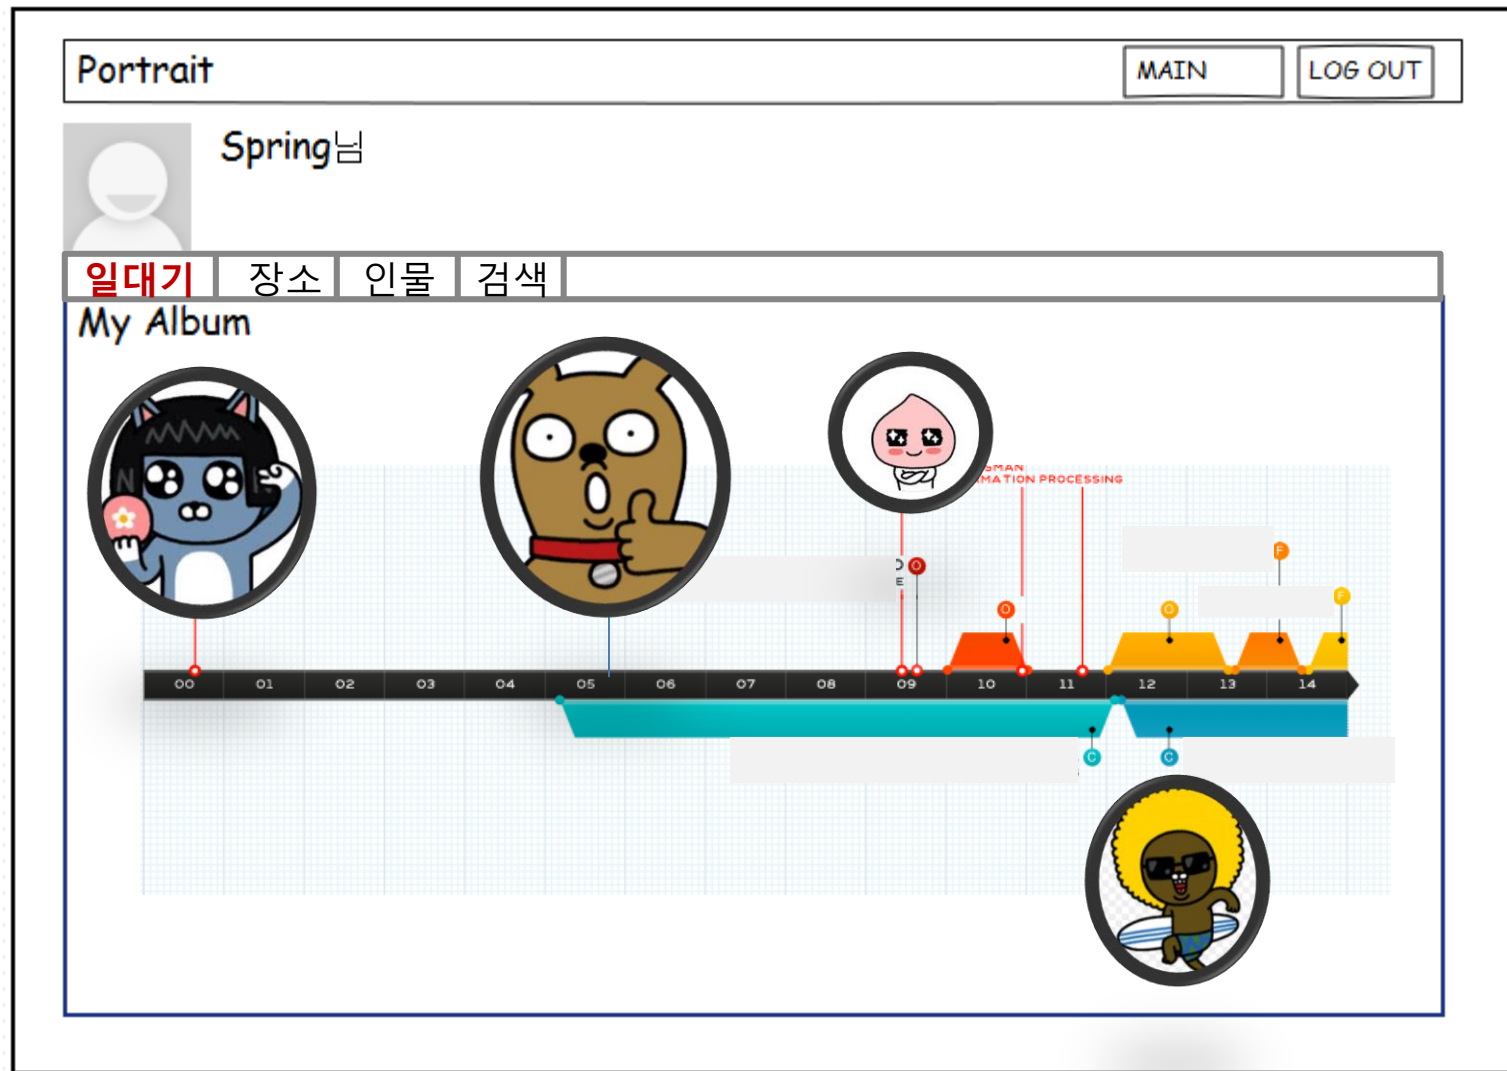 Portrait
MAIN
LOG OUT
Spring님
일대기 장소 인물 검색
My Album
SMAN
MATION PROCESSING
F
O
E
O
F
O
O
00 01 02 03 04 05 06 07 08 09 10 11 12 13 14
C
C